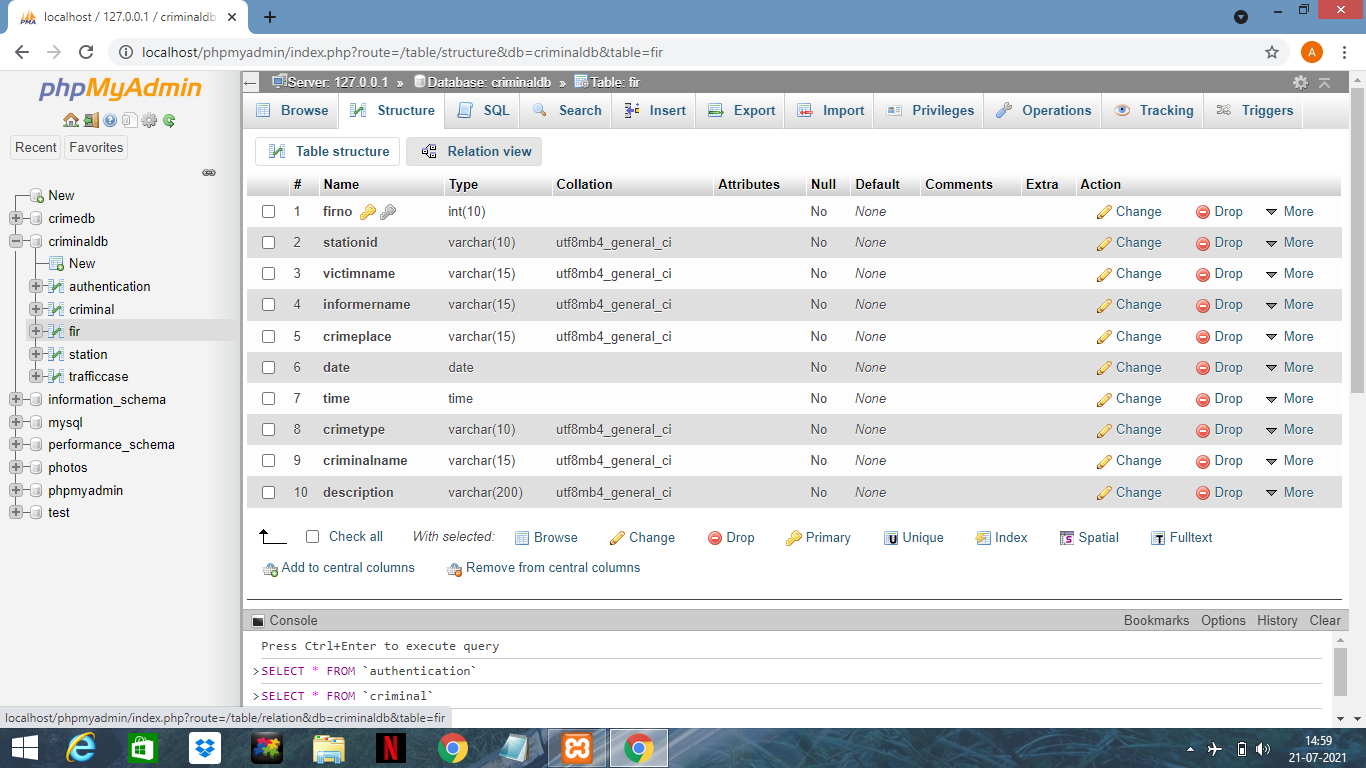 localhost / 127.0.0.1 / criminaldb
localhost/phpmyadmin/index.php?route=/table/structure&db=criminaldb&table=fir
A
phpMyAdmin
Recent Favorites
New
crimedb
criminaldb
New
authentication
criminal
fir
station
trafficcase
information_schema
mysql
performance_schema
photos
phpmyadmin
test
Server: 127.0.0.1 » Database: criminaldb » Table: fir
Browse Structure SQL Search Insert Export Import Privileges Operations Tracking Triggers
Table structure Relation view
# Name Type Collation Attributes Null Default Comments Extra Action
1 firno int(10) No None Change Drop More
2 stationid varchar(10) utf8mb4_general_ci No None Change Drop More
3 victimname varchar(15) utf8mb4_general_ci No None Change Drop More
4 informername varchar(15) utf8mb4_general_ci No None Change Drop More
5 crimeplace varchar(15) utf8mb4_general_ci No None Change Drop More
6 date date No None Change Drop More
7 time time No None Change Drop More
8 crimetype varchar(10) utf8mb4_general_ci No None Change Drop More
9 criminalname varchar(15) utf8mb4_general_ci No None Change Drop More
10 description varchar(200) utf8mb4_general_ci No None Change Drop More
Check all With selected: Browse Change Drop Primary Unique Index Spatial Fulltext
Add to central columns Remove from central columns
Console Bookmarks Options History Clear
Press Ctrl+Enter to execute query
>SELECT * FROM `authentication`
>SELECT * FROM `criminal`
localhost/phpmyadmin/index.php?route=/table/relation&db=criminaldb&table=fir
14:59
21-07-2021